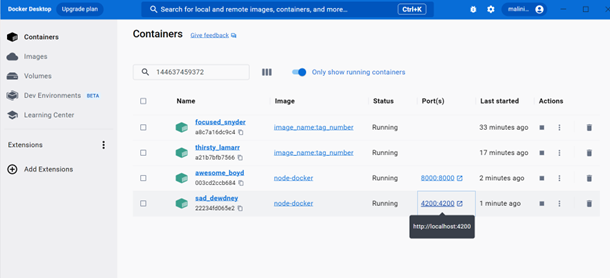 Docker Desktop Upgrade plan Search for local and remote images, containers, and more... Ctrl+K malini...
Containers
Images
Volumes
Dev Environments BETA
Learning Center
Extensions
Add Extensions
Containers Give feedback
144637459372 Only show running containers
Name Image Status Port(s) Last started Actions
focused_snyder image_name:tag_number Running 33 minutes ago
a8c7a16dc9c4
thirsty_lamarr image_name:tag_number Running 17 minutes ago
a21b7bfb7566
awesome_boyd node-docker Running 8000:8000 2 minutes ago
003cd2ccb684
sad_dewdney node-docker Running 4200:4200 1 minute ago
22234fd065e2
http://localhost:4200